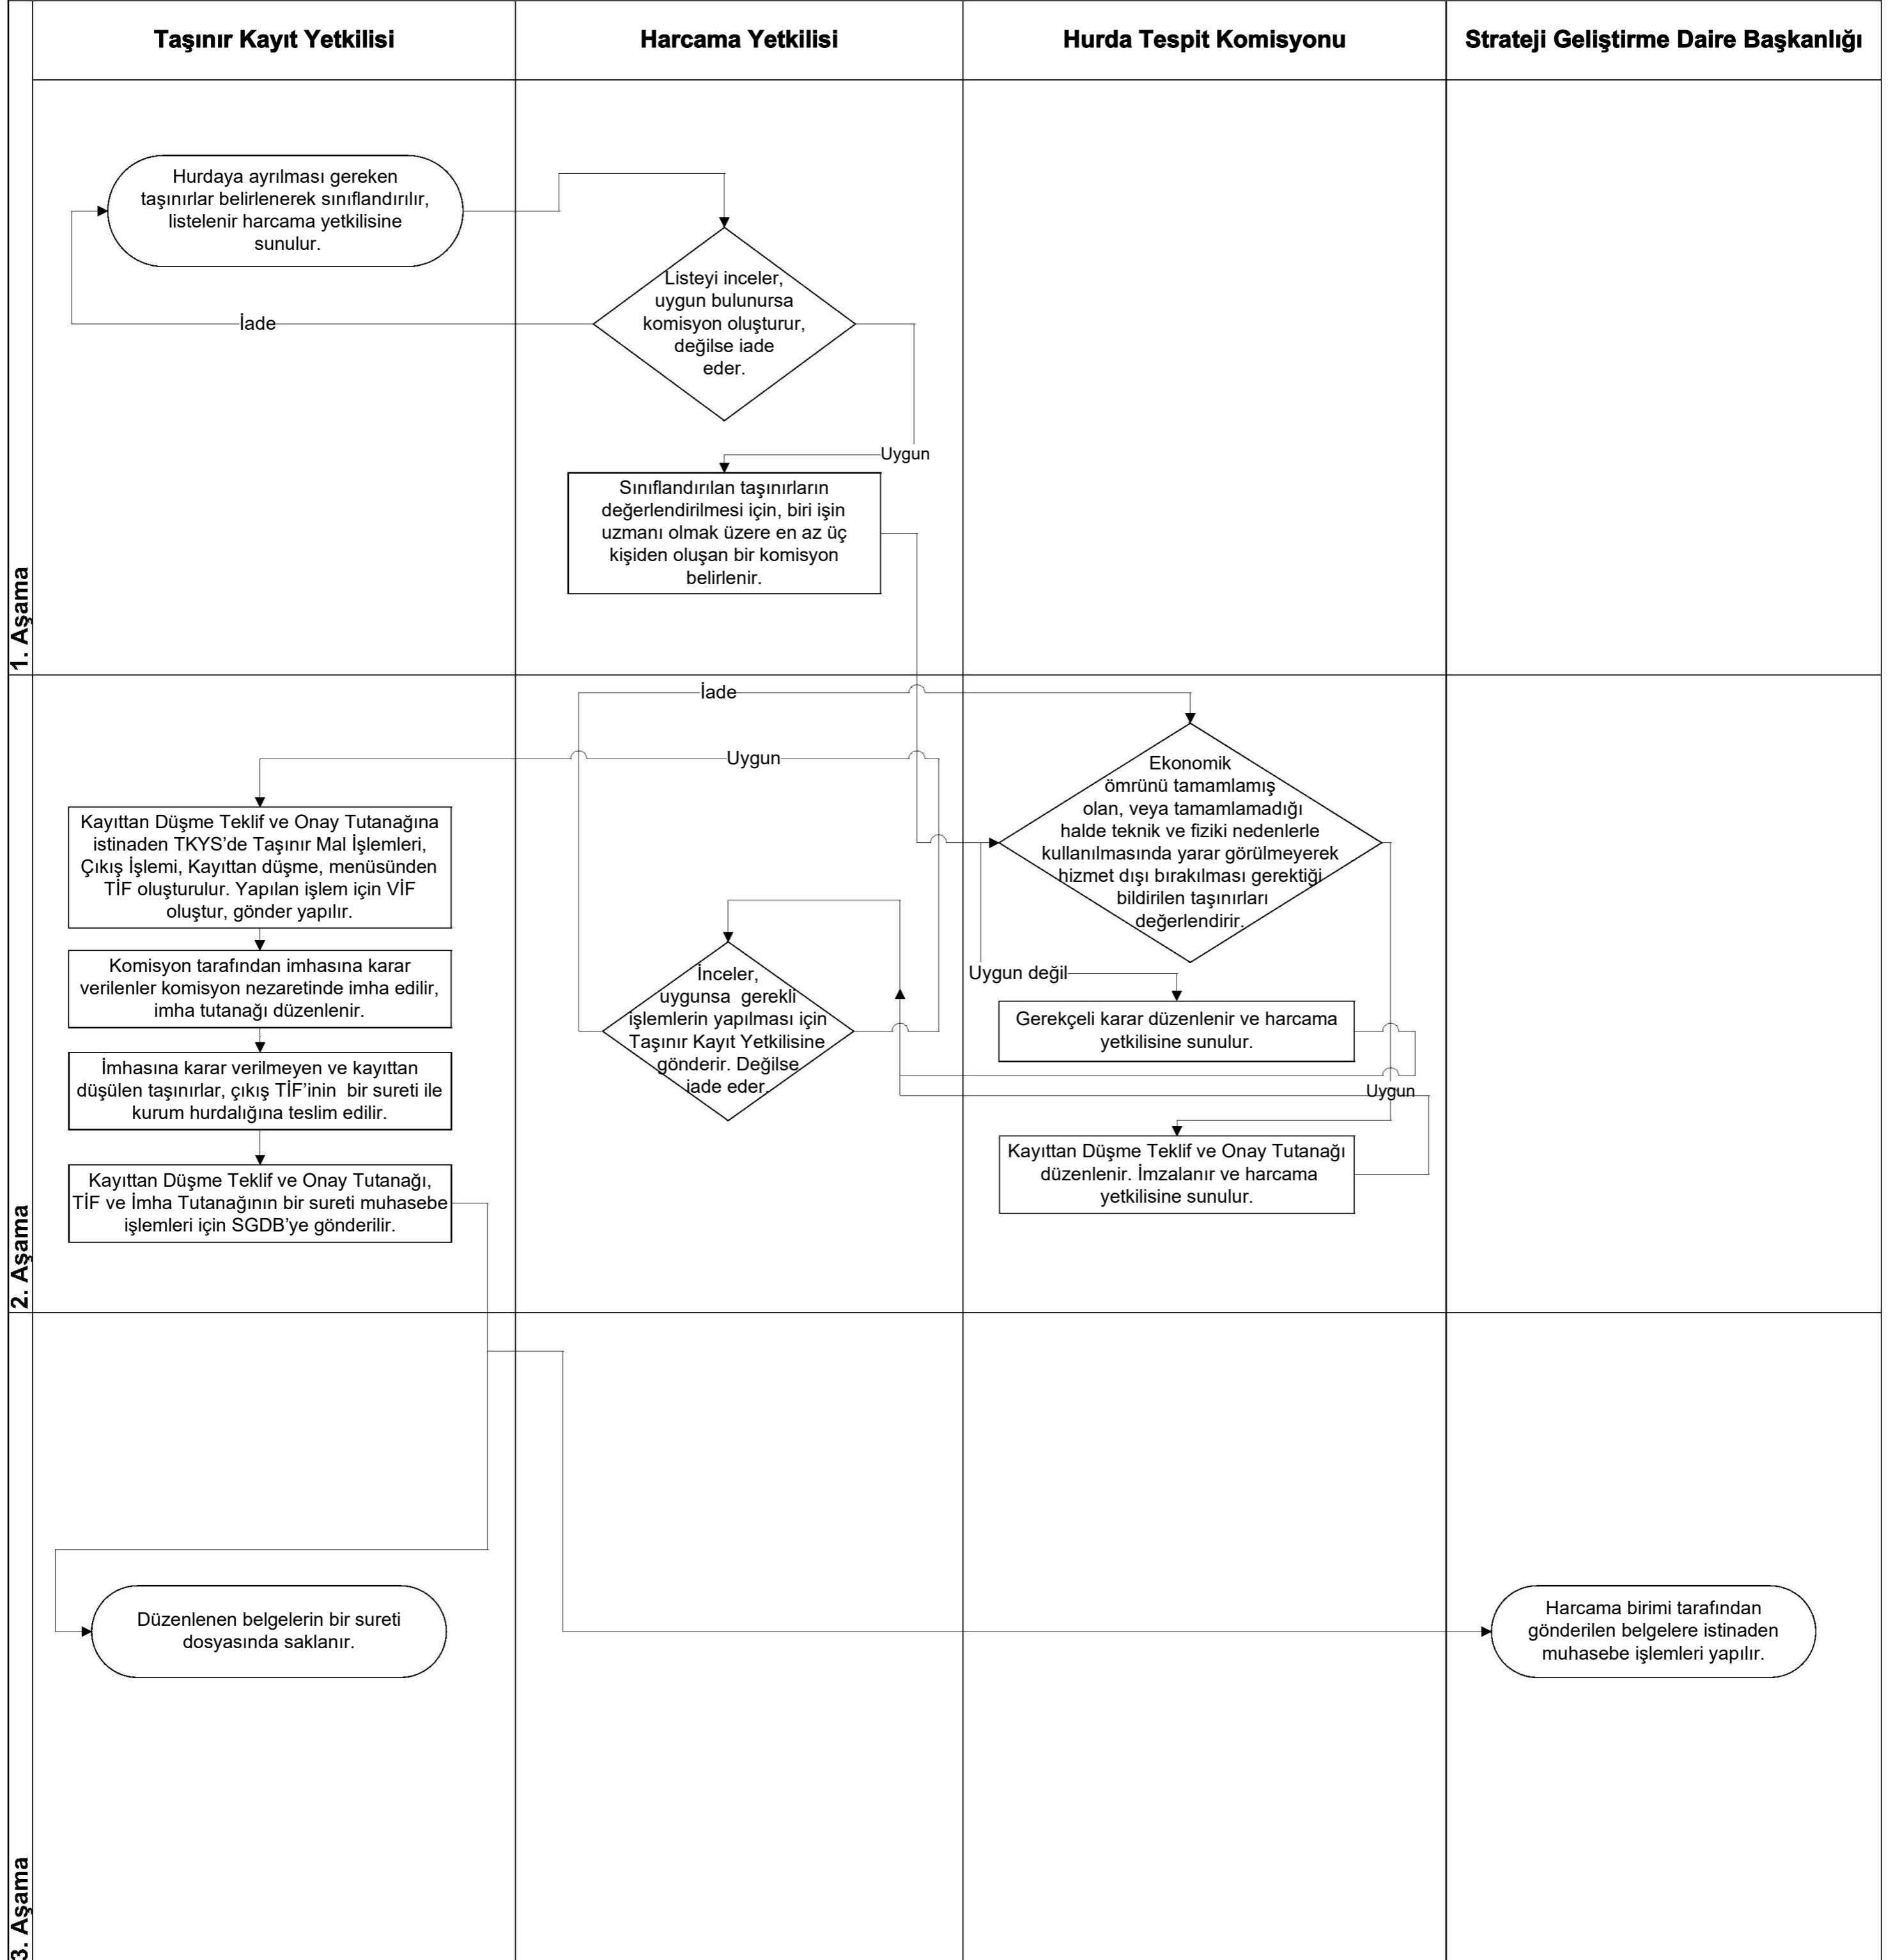 Taşınır Kayıt Yetkilisi
Harcama Yetkilisi
Hurda Tespit Komisyonu
Strateji Geliştirme Daire Başkanlığı
1. Aşama
Hurdaya ayrılması gereken
taşınırlar belirlenerek sınıflandırılır,
listelenir harcama yetkilisine
sunulur.
Listeyi inceler,
uygun bulunursa
komisyon oluşturur,
değilse iade
eder.
İade
Uygun
Sınıflandırılan taşınırların
değerlendirilmesi için, biri işin
uzmanı olmak üzere en az üç
kişiden oluşan bir komisyon
belirlenir.
2. Aşama
İade
Uygun
Ekonomik
ömrünü tamamlamış
olan, veya tamamlamadığı
halde teknik ve fiziki nedenlerle
kullanılmasında yarar görülmeyerek
hizmet dışı bırakılması gerektiği
bildirilen taşınırları
değerlendirir.
Kayıttan Düşme Teklif ve Onay Tutanağına
istinaden TKYS’de Taşınır Mal İşlemleri,
Çıkış İşlemi, Kayıttan düşme, menüsünden
TİF oluşturulur. Yapılan işlem için VİF
oluştur, gönder yapılır.
Komisyon tarafından imhasına karar
verilenler komisyon nezaretinde imha edilir,
imha tutanağı düzenlenir.
İmhasına karar verilmeyen ve kayıttan
düşülen taşınırlar, çıkış TİF’inin  bir sureti ile
kurum hurdalığına teslim edilir.
Kayıttan Düşme Teklif ve Onay Tutanağı,
TİF ve İmha Tutanağının bir sureti muhasebe
işlemleri için SGDB’ye gönderilir.
İnceler,
uygunsa  gerekli
işlemlerin yapılması için
Taşınır Kayıt Yetkilisine
gönderir. Değilse
iade eder.
Uygun değil
Gerekçeli karar düzenlenir ve harcama
yetkilisine sunulur.
Uygun
Kayıttan Düşme Teklif ve Onay Tutanağı
düzenlenir. İmzalanır ve harcama
yetkilisine sunulur.
3. Aşama
Düzenlenen belgelerin bir sureti
dosyasında saklanır.
Harcama birimi tarafından
gönderilen belgelere istinaden
muhasebe işlemleri yapılır.